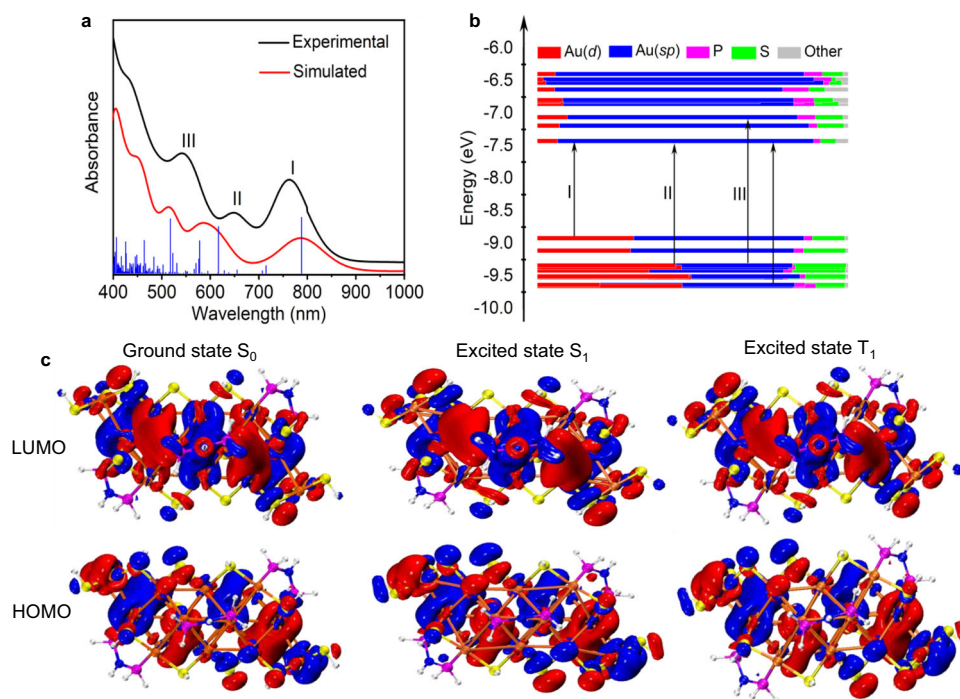 a
Experimental
Simulated
Absorbance
III
II
I
400 500 600 700 800 900 1000
Wavelength (nm)
b
Au(d) Au(sp) P S Other
Energy (eV)
-6.0
-6.5
-7.0
-7.5
-8.0
-8.5
-9.0
-9.5
-10.0
I
II
III
c
Ground state S0
Excited state S1
Excited state T1
LUMO
HOMO